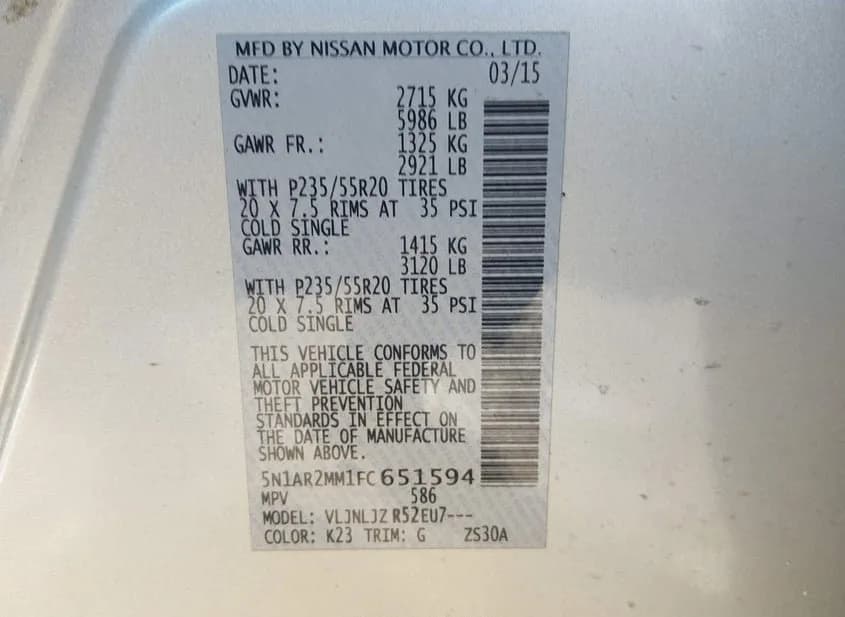 MFD BY NISSAN MOTOR CO., LTD.
DATE: 03/15
GVWR: 2715 KG
5986 LB
GAWR FR.: 1325 KG
2921 LB
WITH P235/55R20 TIRES
20 X 7.5 RIMS AT 35 PSI
COLD SINGLE
GAWR RR.: 1415 KG
3120 LB
WITH P235/55R20 TIRES
20 X 7.5 RIMS AT 35 PSI
COLD SINGLE
THIS VEHICLE CONFORMS TO
ALL APPLICABLE FEDERAL
MOTOR VEHICLE SAFETY AND
THEFT PREVENTION
STANDARDS IN EFFECT ON
THE DATE OF MANUFACTURE
SHOWN ABOVE.
5N1AR2MM1FC651594
MPV 586
MODEL: VLJNLJZ R52EU7---
COLOR: K23 TRIM: G ZS30A